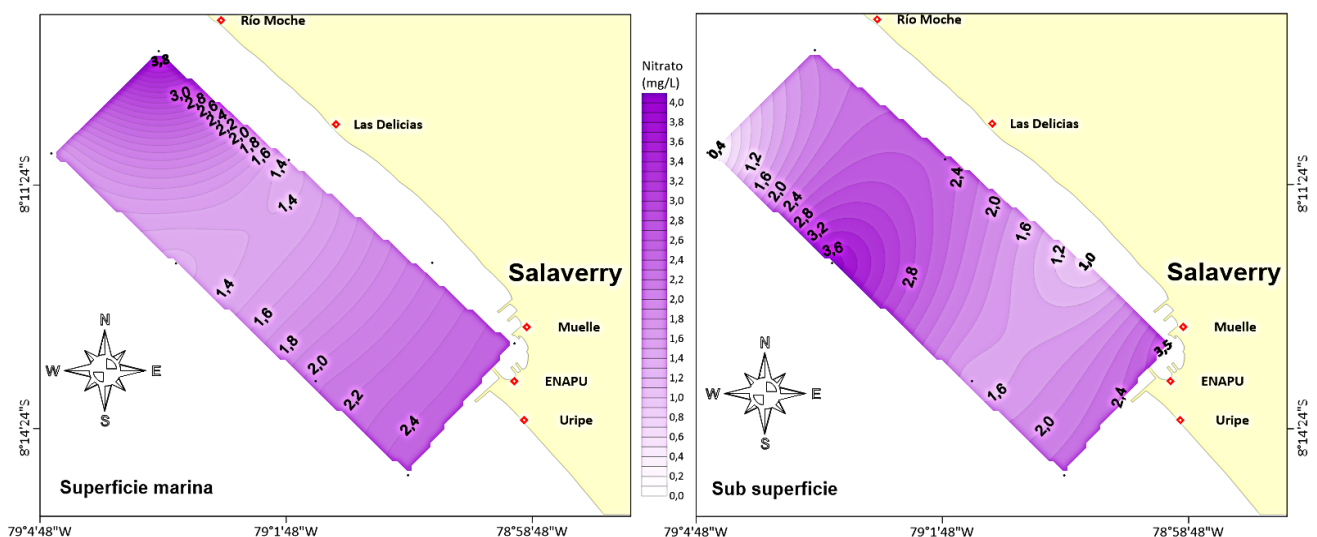 Río Moche
3,8
3,0
2,8
2,6
2,4
2,2
2,0
1,8
1,6
1,4
1,4
Las Delicias
Salaverry
1,4
1,6
1,8
2,0
2,2
2,4
Muelle
ENAPU
Uripe
N
W E
S
Superficie marina
8°11'24"S
8°14'24"S
79°4'48"W
79°1'48"W
78°58'48"W
Nitrato
(mg/L)
4,0
3,8
3,6
3,4
3,2
3,0
2,8
2,6
2,4
2,2
2,0
1,8
1,6
1,4
1,2
1,0
0,8
0,6
0,4
0,2
0,0
Río Moche
Las Delicias
0,4
1,2
1,6
2,0
2,4
2,8
3,2
3,6
2,8
2,4
2,0
1,6
1,2
1,0
Salaverry
3,5
Muelle
ENAPU
Uripe
2,4
1,6
2,0
N
W E
S
Sub superficie
8°11'24"S
8°14'24"S
79°4'48"W
79°1'48"W
78°58'48"W